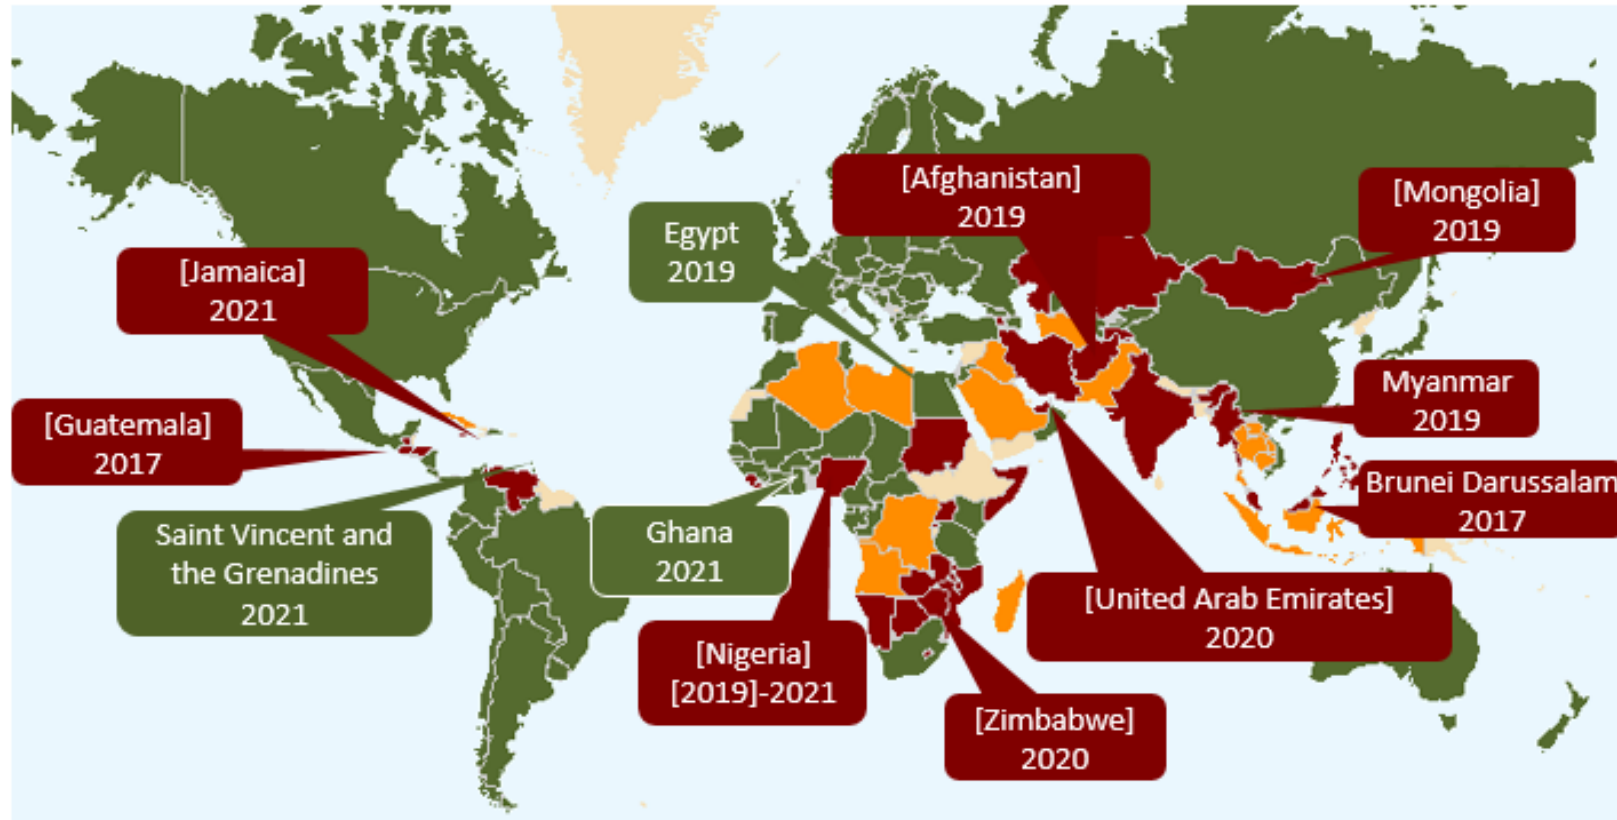 [Afghanistan]
2019
[Mongolia]
2019
Egypt
2019
[Jamaica]
2021
Myanmar
2019
[Guatemala]
2017
Brunei Darussalam
2017
Saint Vincent and
the Grenadines
2021
Ghana
2021
[United Arab Emirates]
2020
[Nigeria]
[2019]-2021
[Zimbabwe]
2020